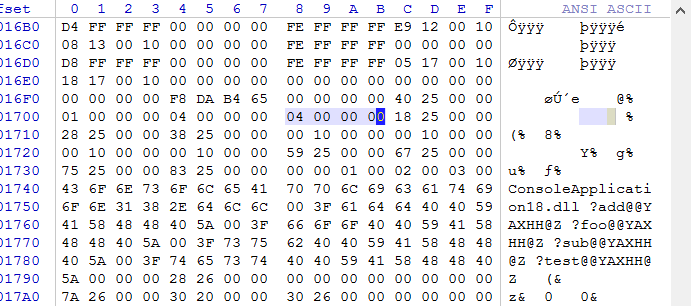 fset 0 1 2 3 4 5 6 7 8 9 A B C D E F ANSI ASCII
016B0 D4 FF FF FF 00 00 00 00 FE FF FF FF E9 12 00 10 Ôÿÿÿ þÿÿÿé
016C0 08 13 00 10 00 00 00 00 FE FF FF FF 00 00 00 00 þÿÿÿ
016D0 D8 FF FF FF 00 00 00 00 FE FF FF FF 05 17 00 10 Øÿÿÿ þÿÿÿ
016E0 18 17 00 10 00 00 00 00 00 00 00 00 00 00 00 00
016F0 00 00 00 00 F8 DA B4 65 00 00 00 00 40 25 00 00 øÚ´e @%
01700 01 00 00 00 04 00 00 00 04 00 00 00 18 25 00 00 %
01710 28 25 00 00 38 25 00 00 00 10 00 00 00 10 00 00 (% 8%
01720 00 10 00 00 00 10 00 00 59 25 00 00 67 25 00 00 Y% g%
01730 75 25 00 00 83 25 00 00 00 00 01 00 02 00 03 00 u% ƒ%
01740 43 6F 6E 73 6F 6C 65 41 70 70 6C 69 63 61 74 69 ConsoleApplicati
01750 6F 6E 31 38 2E 64 6C 6C 00 3F 61 64 64 40 40 59 on18.dll ?add@@Y
01760 41 58 48 48 40 5A 00 3F 66 6F 6F 40 40 59 41 58 AXHH@Z ?foo@@YAX
01770 48 48 40 5A 00 3F 73 75 62 40 40 59 41 58 48 48 HH@Z ?sub@@YAXHH
01780 40 5A 00 3F 74 65 73 74 40 40 59 41 58 48 48 40 @Z ?test@@YAXHH@
01790 5A 00 00 00 28 26 00 00 00 00 00 00 00 00 00 00 Z (&
017A0 7A 26 00 00 30 20 00 00 30 26 00 00 00 00 00 00 z& 0 0&